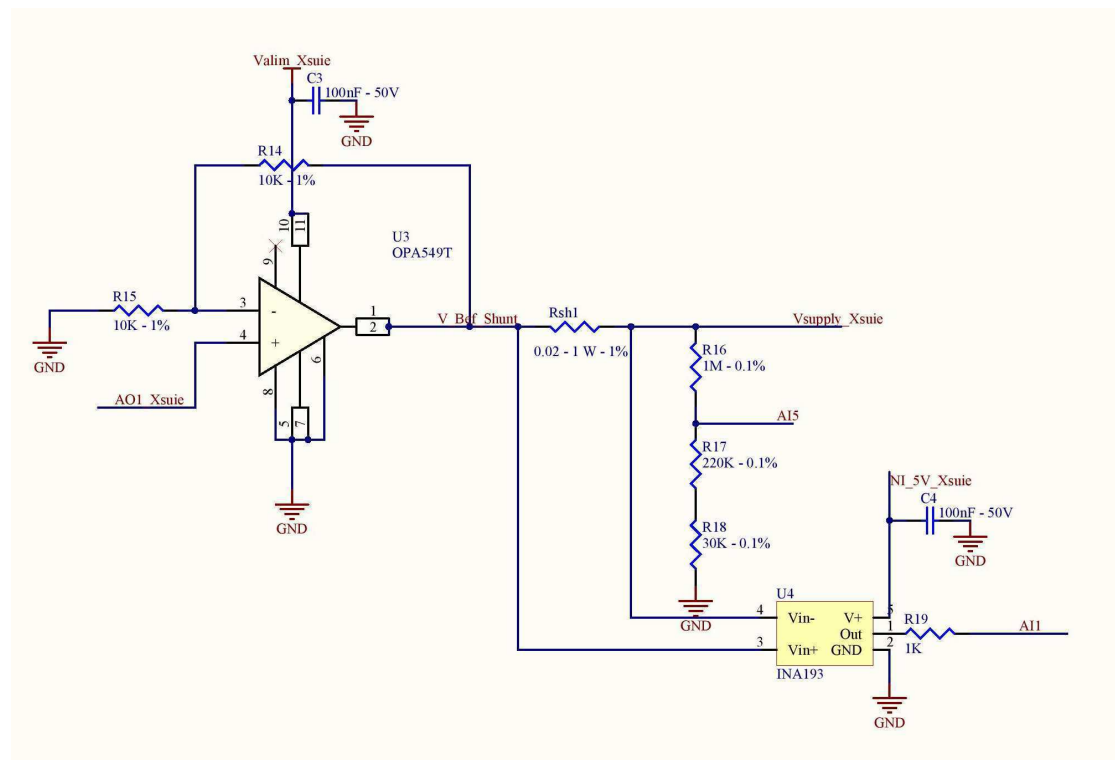 Valim_Xsuie
C3
100nF - 50V
GND
R14
10K - 1%
10
11
U3
OPA549T
9
R15
10K - 1%
3
-
4
+
GND
AO1_Xsuie
1
2
V_Bef_Shunt
6
8
5
7
GND
Rsh1
0.02 - 1 W - 1%
Vsupply_Xsuie
R16
1M - 0.1%
AI5
R17
220K - 0.1%
R18
30K - 0.1%
GND
NI_5V_Xsuie
C4
100nF - 50V
GND
U4
4
Vin-
V+
5
Out
1
3
Vin+
GND
2
INA193
R19
1K
AI1
GND